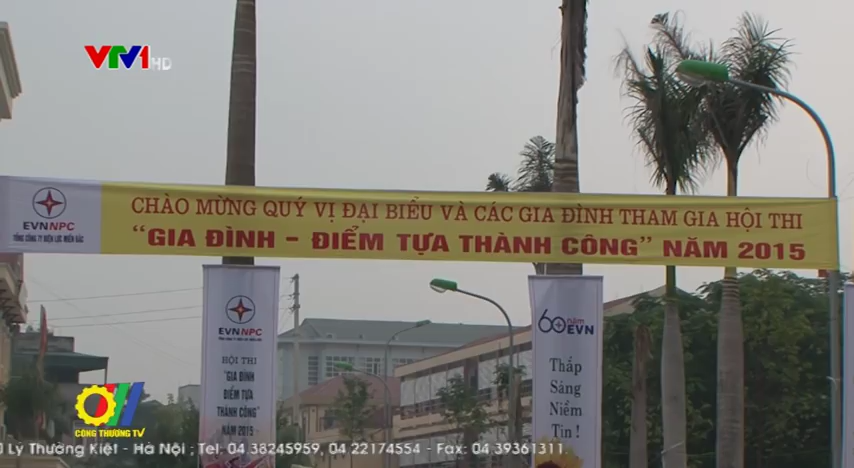 VTV1 HD
EVNNPC
TỔNG CÔNG TY ĐIỆN LỰC MIỀN BẮC
CHÀO MỪNG QUÝ VỊ ĐẠI BIỂU VÀ CÁC GIA ĐÌNH THAM GIA HỘI THI
“GIA ĐÌNH – ĐIỂM TỰA THÀNH CÔNG” NĂM 2015
EVNNPC
HỘI THI
“GIA ĐÌNH
ĐIỂM TỰA
THÀNH CÔNG”
NĂM 2015
60 năm EVN
Thắp
Sáng
Niềm
Tin !
CÔNG THƯƠNG TV
Lý Thường Kiệt - Hà Nội ; Tel: 04 38245959, 04 22174554 - Fax: 04 39361311.